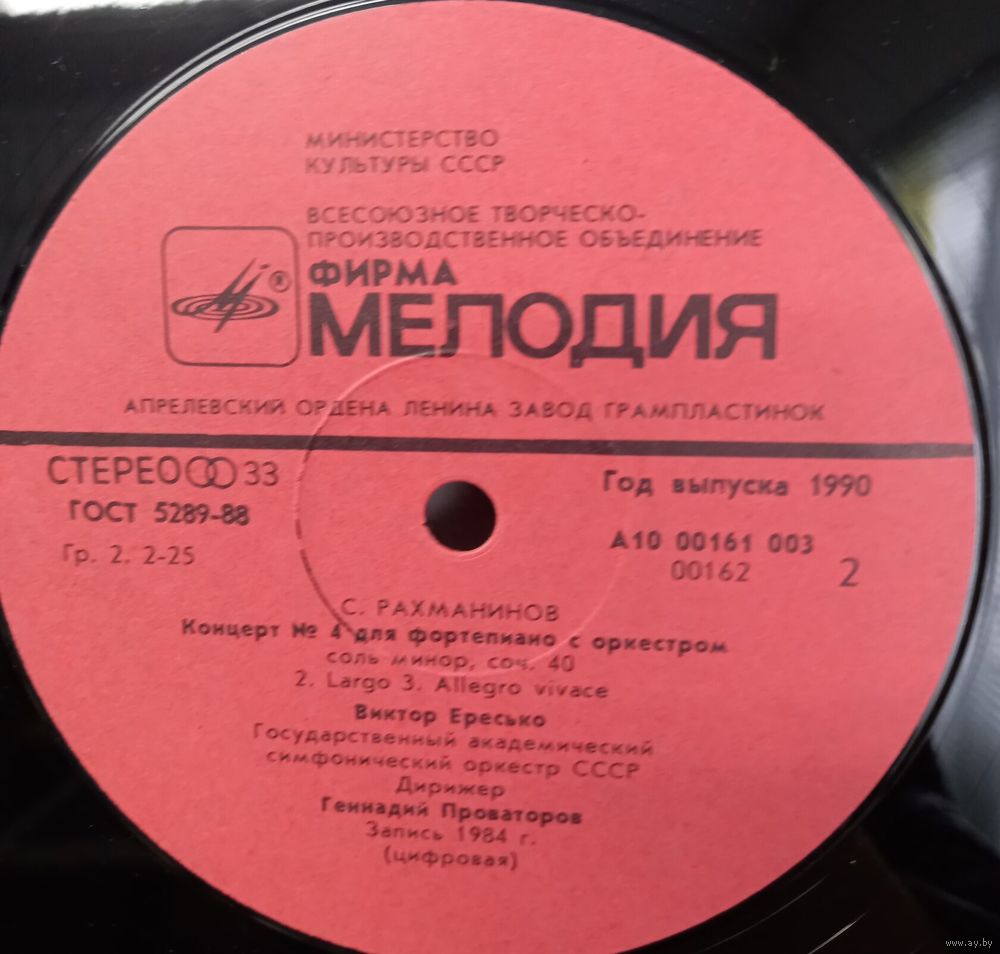 МИНИСТЕРСТВО
КУЛЬТУРЫ СССР
ВСЕСОЮЗНОЕ ТВОРЧЕСКО-
ПРОИЗВОДСТВЕННОЕ ОБЪЕДИНЕНИЕ
®
ФИРМА
МЕЛОДИЯ
АПРЕЛЕВСКИЙ ОРДЕНА ЛЕНИНА ЗАВОД ГРАМПЛАСТИНОК
СТЕРЕО 33
Год выпуска 1990
ГОСТ 5289-88
А10 00161 003
Гр. 2. 2-25
00162
2
С. РАХМАНИНОВ
Концерт № 4 для фортепиано с оркестром
соль минор, соч. 40
2. Largo 3. Allegro vivace
Виктор Ересько
Государственный академический
симфонический оркестр СССР
Дирижер
Геннадий Проваторов
Запись 1984 г.
(цифровая)
www.ay.by